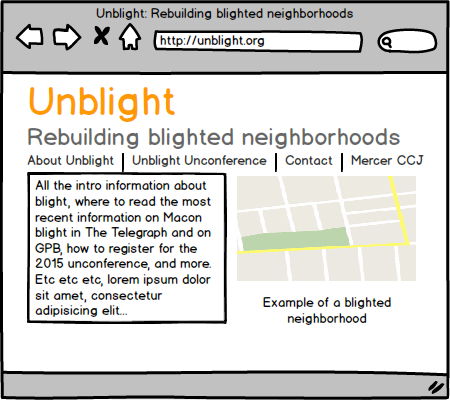 Unblight: Rebuilding blighted neighborhoods
http://unblight.org
Unblight
Rebuilding blighted neighborhoods
About Unblight | Unblight Unconference | Contact | Mercer CCJ
All the intro information about
blight, where to read the most
recent information on Macon
blight in The Telegraph and on
GPB, how to register for the
2015 unconference, and more.
Etc etc etc, lorem ipsum dolor
sit amet, consectetur
adipisicing elit...
Example of a blighted
neighborhood